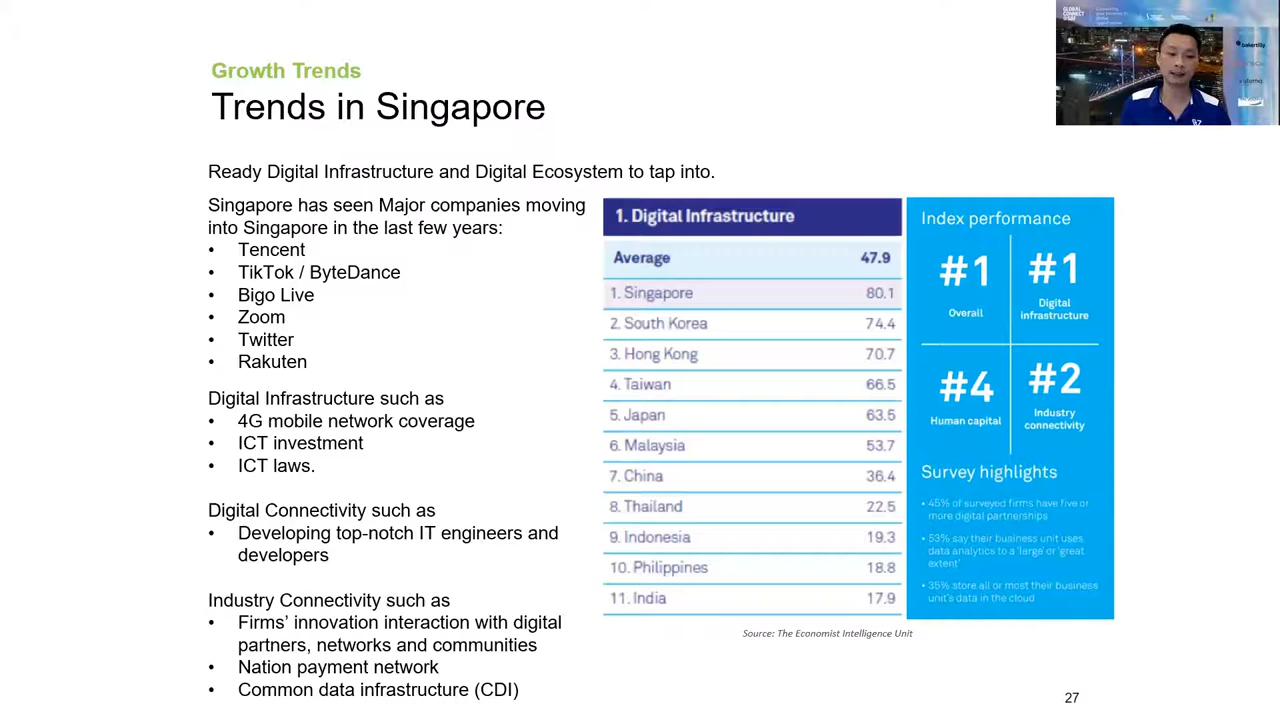 Growth Trends
Trends in Singapore
GLOBAL
CONNECT
@SBF
bakertilly
Ready Digital Infrastructure and Digital Ecosystem to tap into.
Singapore has seen Major companies moving
into Singapore in the last few years:
• Tencent
• TikTok / ByteDance
• Bigo Live
• Zoom
• Twitter
• Rakuten
Digital Infrastructure such as
• 4G mobile network coverage
• ICT investment
• ICT laws.
Digital Connectivity such as
• Developing top-notch IT engineers and
developers
Industry Connectivity such as
• Firms’ innovation interaction with digital
partners, networks and communities
• Nation payment network
• Common data infrastructure (CDI)
1. Digital Infrastructure
Average 47.9
1. Singapore 80.1
2. South Korea 74.4
3. Hong Kong 70.7
4. Taiwan 66.5
5. Japan 63.5
6. Malaysia 53.7
7. China 36.4
8. Thailand 22.5
9. Indonesia 19.3
10. Philippines 18.8
11. India 17.9
Index performance
#1
Overall
#1
Digital
infrastructure
#4
Human capital
#2
Industry
connectivity
Survey highlights
• 45% of surveyed firms have five or
more digital partnerships
• 53% say their business unit uses
data analytics to a 'large' or 'great
extent'
• 35% store all or most their business
unit's data in the cloud
Source: The Economist Intelligence Unit
27